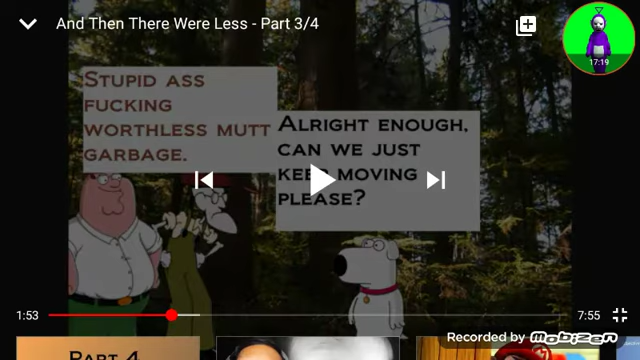 And Then There Were Less - Part 3/4
17:19
Stupid ass
fucking
worthless mutt
garbage.
Alright enough,
can we just
keep moving
please?
1:53
7:55
Recorded by Mobizen
Part 4